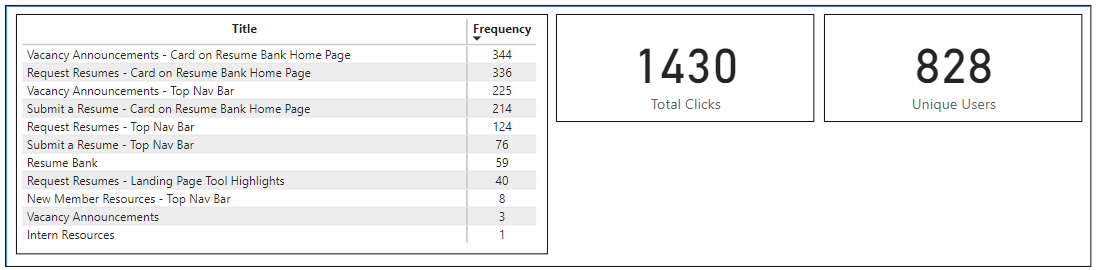 Title Frequency
Vacancy Announcements - Card on Resume Bank Home Page 344
Request Resumes - Card on Resume Bank Home Page 336
Vacancy Announcements - Top Nav Bar 225
Submit a Resume - Card on Resume Bank Home Page 214
Request Resumes - Top Nav Bar 124
Submit a Resume - Top Nav Bar 76
Resume Bank 59
Request Resumes - Landing Page Tool Highlights 40
New Member Resources - Top Nav Bar 8
Vacancy Announcements 3
Intern Resources 1
1430
Total Clicks
828
Unique Users